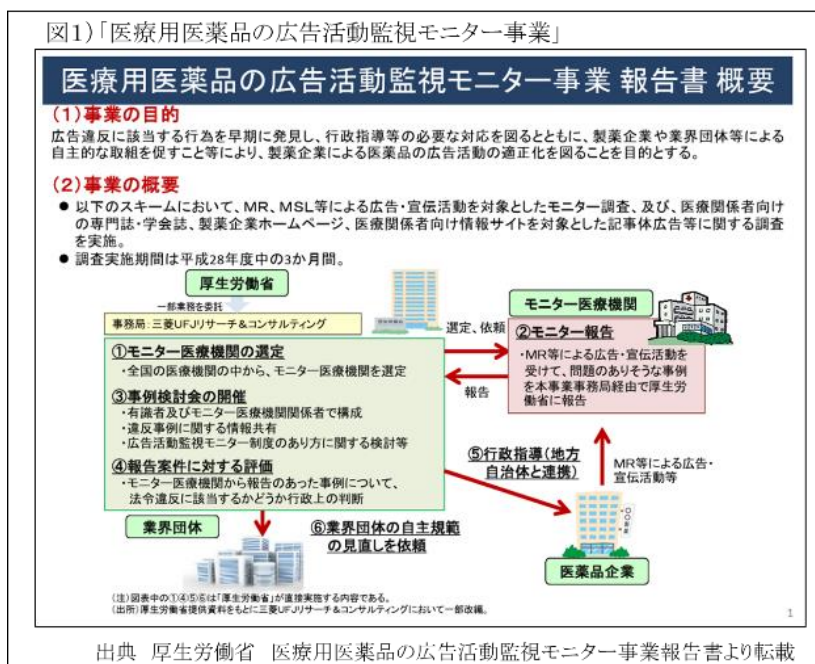 図1)「医療用医薬品の広告活動監視モニター事業」
医療用医薬品の広告活動監視モニター事業 報告書 概要
(1)事業の目的
広告違反に該当する行為を早期に発見し、行政指導等の必要な対応を図るとともに、製薬企業や業界団体等による
自主的な取組を促すこと等により、製薬企業による医薬品の広告活動の適正化を図ることを目的とする。
(2)事業の概要
● 以下のスキームにおいて、MR、MSL等による広告・宣伝活動を対象としたモニター調査、及び、医療関係者向け
の専門誌・学会誌、製薬企業ホームページ、医療関係者向け情報サイトを対象とした記事体広告等に関する調査
を実施。
● 調査実施期間は平成28年度中の3か月間。
厚生労働省
一部業務を委託
事務局:三菱UFJリサーチ&コンサルティング
①モニター医療機関の選定
・全国の医療機関の中から、モニター医療機関を選定
③事例検討会の開催
・有識者及びモニター医療機関関係者で構成
・違反事例に関する情報共有
・広告活動監視モニター制度のあり方に関する検討等
④報告案件に対する評価
・モニター医療機関から報告のあった事例について、
法令違反に該当するかどうか行政上の判断
選定、依頼
報告
モニター医療機関
②モニター報告
・MR等による広告・宣伝活動を
受けて、問題のありそうな事例
を本事業事務局経由で厚生労
働省に報告
⑤行政指導(地方
自治体と連携)
MR等による広告・
宣伝活動等
業界団体
⑥業界団体の自主規範
の見直しを依頼
医薬品企業
(注)図表中の①④⑤⑥は「厚生労働省」が直接実施する内容である。
(出所)厚生労働省提供資料をもとに三菱UFJリサーチ&コンサルティングにおいて一部改編。
1
出典 厚生労働省 医療用医薬品の広告活動監視モニター事業報告書より転載